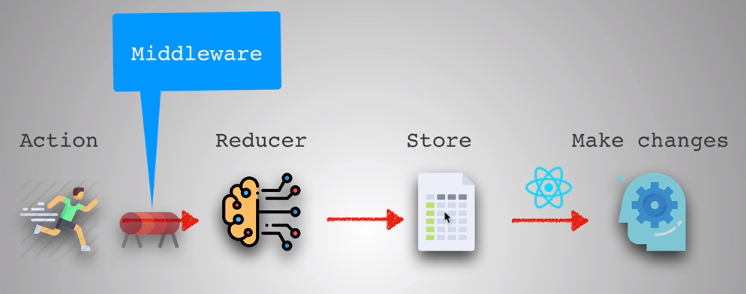 Middleware
Action
Reducer
Store
Make changes